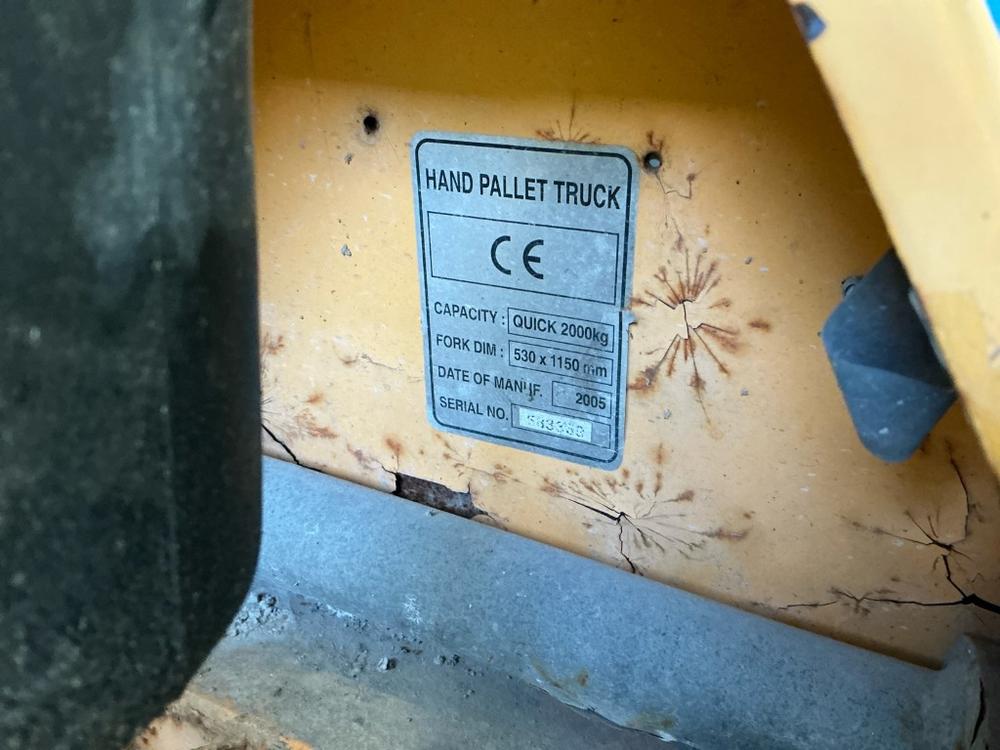 HAND PALLET TRUCK
CE
CAPACITY : QUICK 2000kg
FORK DIM : 530 x 1150 mm
DATE OF MANUF. 2005
SERIAL NO.